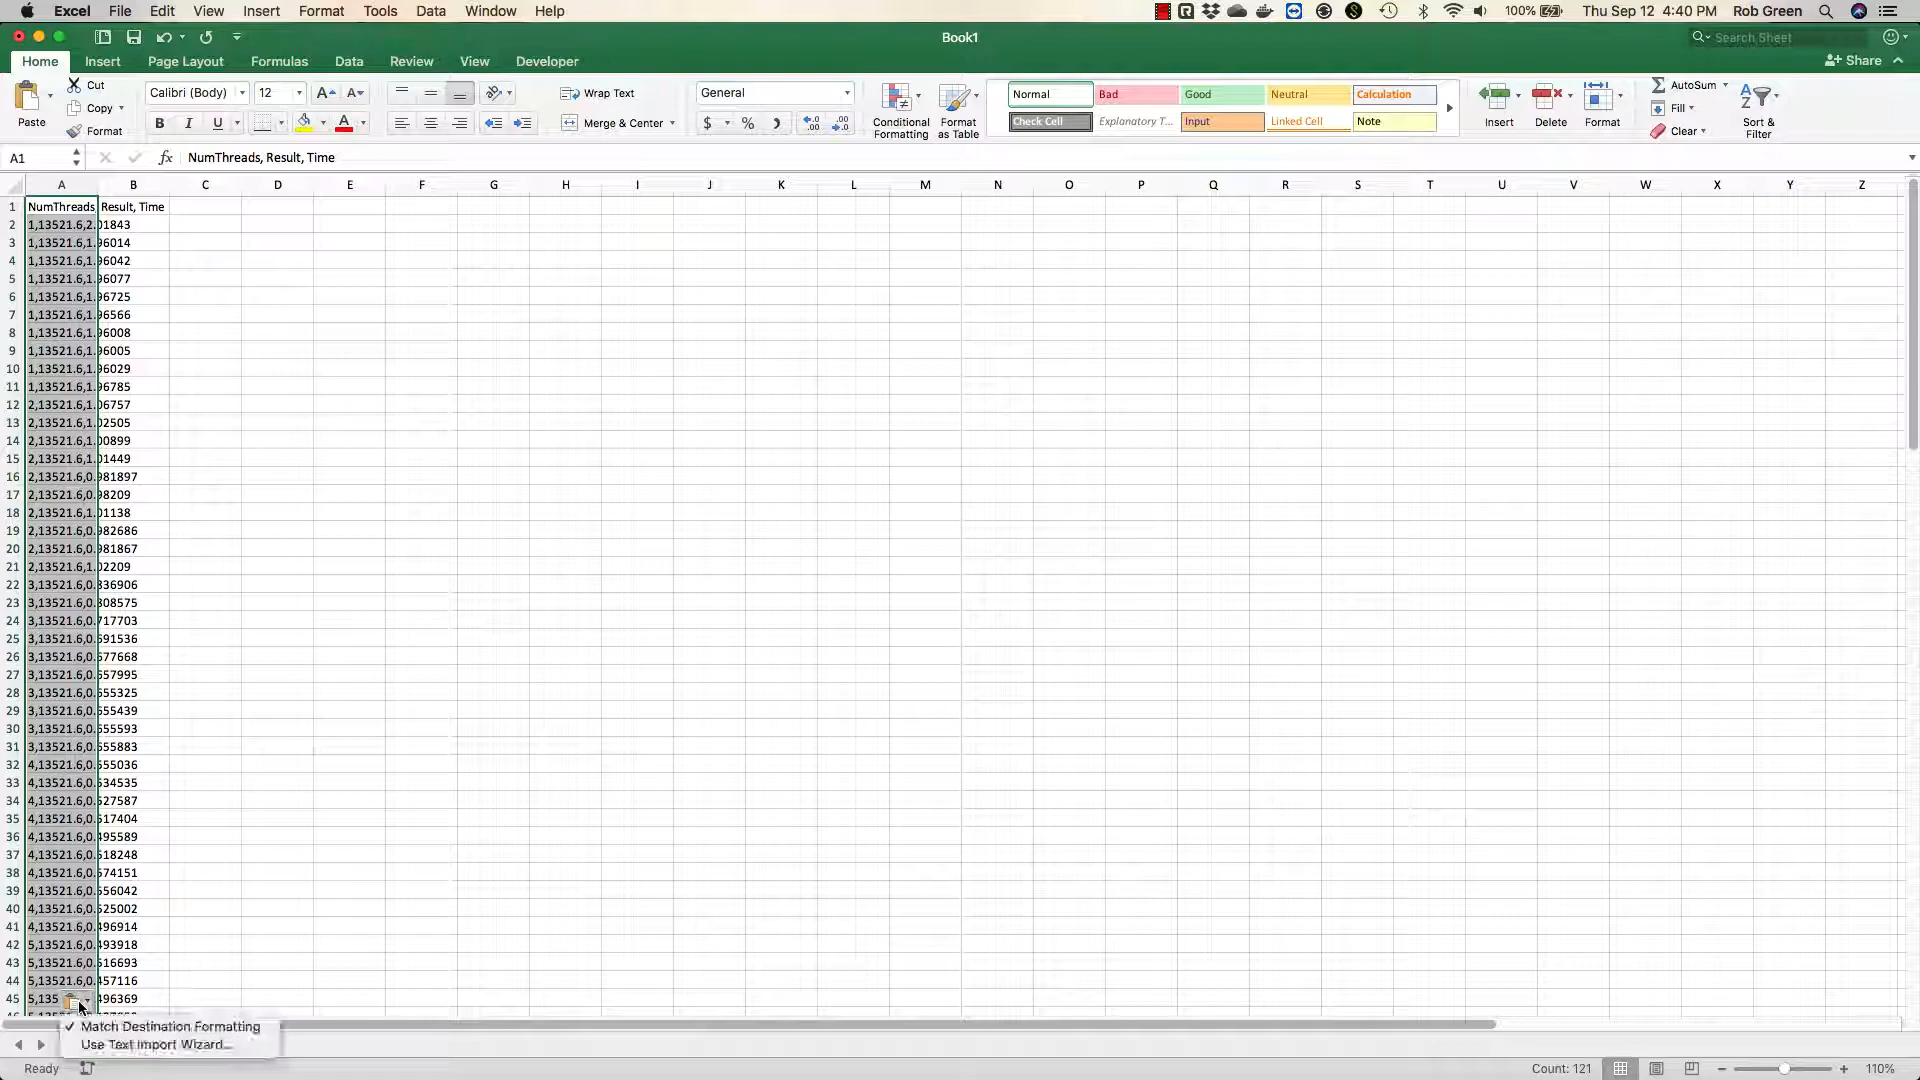 Excel File Edit View Insert Format Tools Data Window Help 100% Thu Sep 12 4:40 PM Rob Green
Book1 Search Sheet
Home Insert Page Layout Formulas Data Review View Developer Share
Paste Cut Copy Format
Calibri (Body) 12 A A
B I U A
Wrap Text
Merge & Center
General
$ %
Conditional Formatting
Format as Table
Normal Bad Good Neutral Calculation
Check Cell Explanatory T... Input Linked Cell Note
Insert Delete Format
AutoSum
Fill
Clear
Sort & Filter
A1 fx NumThreads, Result, Time
A B C D E F G H I J K L M N O P Q R S T U V W X Y Z
1 NumThreads, Result, Time
2 1,13521.6,2.01843
3 1,13521.6,1.96014
4 1,13521.6,1.96042
5 1,13521.6,1.96077
6 1,13521.6,1.96725
7 1,13521.6,1.96566
8 1,13521.6,1.96008
9 1,13521.6,1.96005
10 1,13521.6,1.96029
11 1,13521.6,1.96785
12 2,13521.6,1.06757
13 2,13521.6,1.02505
14 2,13521.6,1.00899
15 2,13521.6,1.01449
16 2,13521.6,0.981897
17 2,13521.6,0.98209
18 2,13521.6,1.01138
19 2,13521.6,0.982686
20 2,13521.6,0.981867
21 2,13521.6,1.02209
22 3,13521.6,0.836906
23 3,13521.6,0.808575
24 3,13521.6,0.717703
25 3,13521.6,0.691536
26 3,13521.6,0.677668
27 3,13521.6,0.657995
28 3,13521.6,0.655325
29 3,13521.6,0.655439
30 3,13521.6,0.655593
31 3,13521.6,0.655883
32 4,13521.6,0.555036
33 4,13521.6,0.534535
34 4,13521.6,0.527587
35 4,13521.6,0.517404
36 4,13521.6,0.495589
37 4,13521.6,0.518248
38 4,13521.6,0.574151
39 4,13521.6,0.556042
40 4,13521.6,0.525002
41 4,13521.6,0.496914
42 5,13521.6,0.493918
43 5,13521.6,0.516693
44 5,13521.6,0.457116
45 5,135 496369
Match Destination Formatting
Use Text Import Wizard...
Ready Count: 121 110%